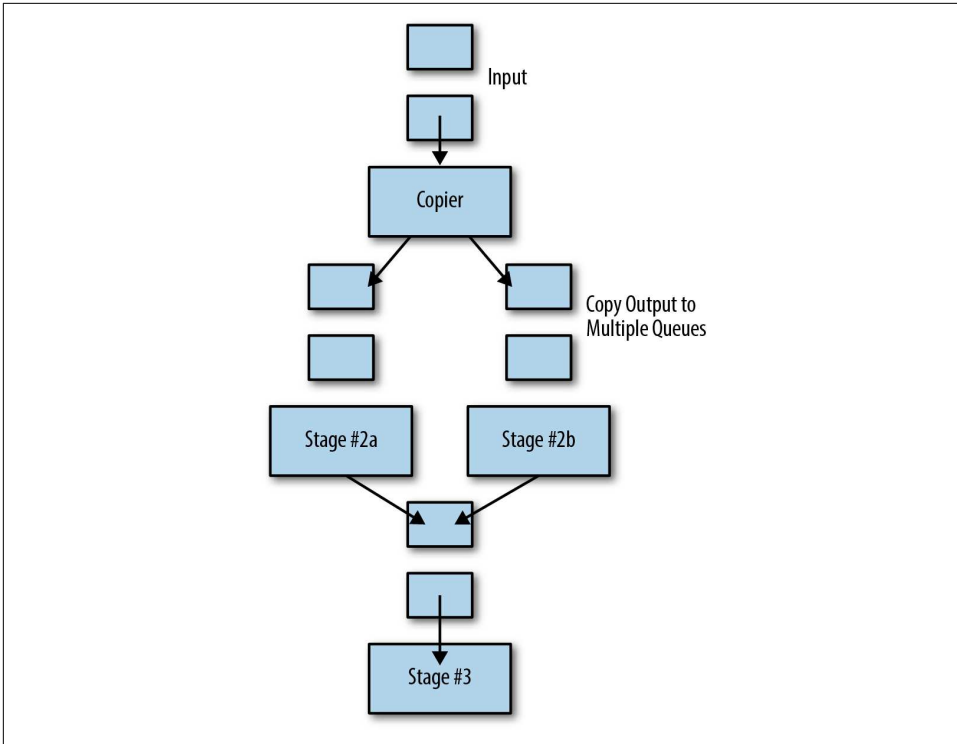 Input
Copier
Copy Output to
Multiple Queues
Stage #2a
Stage #2b
Stage #3